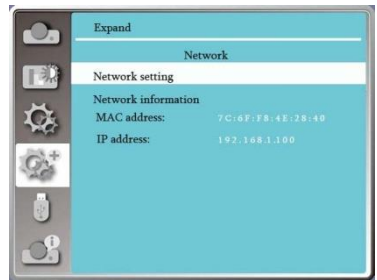 Expand
Network
Network setting
Network information
MAC address: 7C:6F:F8:4E:28:40
IP address: 192.168.1.100